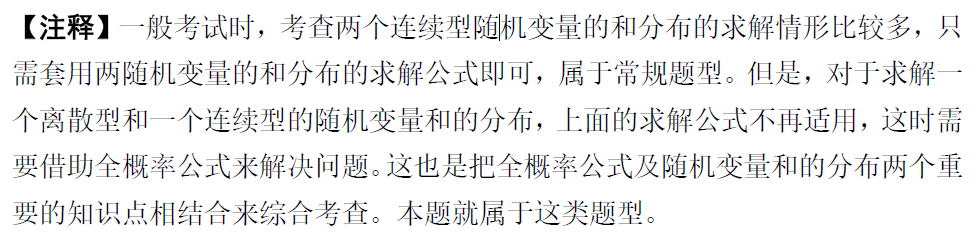 【注释】一般考试时，考查两个连续型随机变量的和分布的求解情形比较多，只
需套用两随机变量的和分布的求解公式即可，属于常规题型。但是，对于求解一
个离散型和一个连续型的随机变量和的分布，上面的求解公式不再适用，这时需
要借助全概率公式来解决问题。这也是把全概率公式及随机变量和的分布两个重
要的知识点相结合来综合考查。本题就属于这类题型。